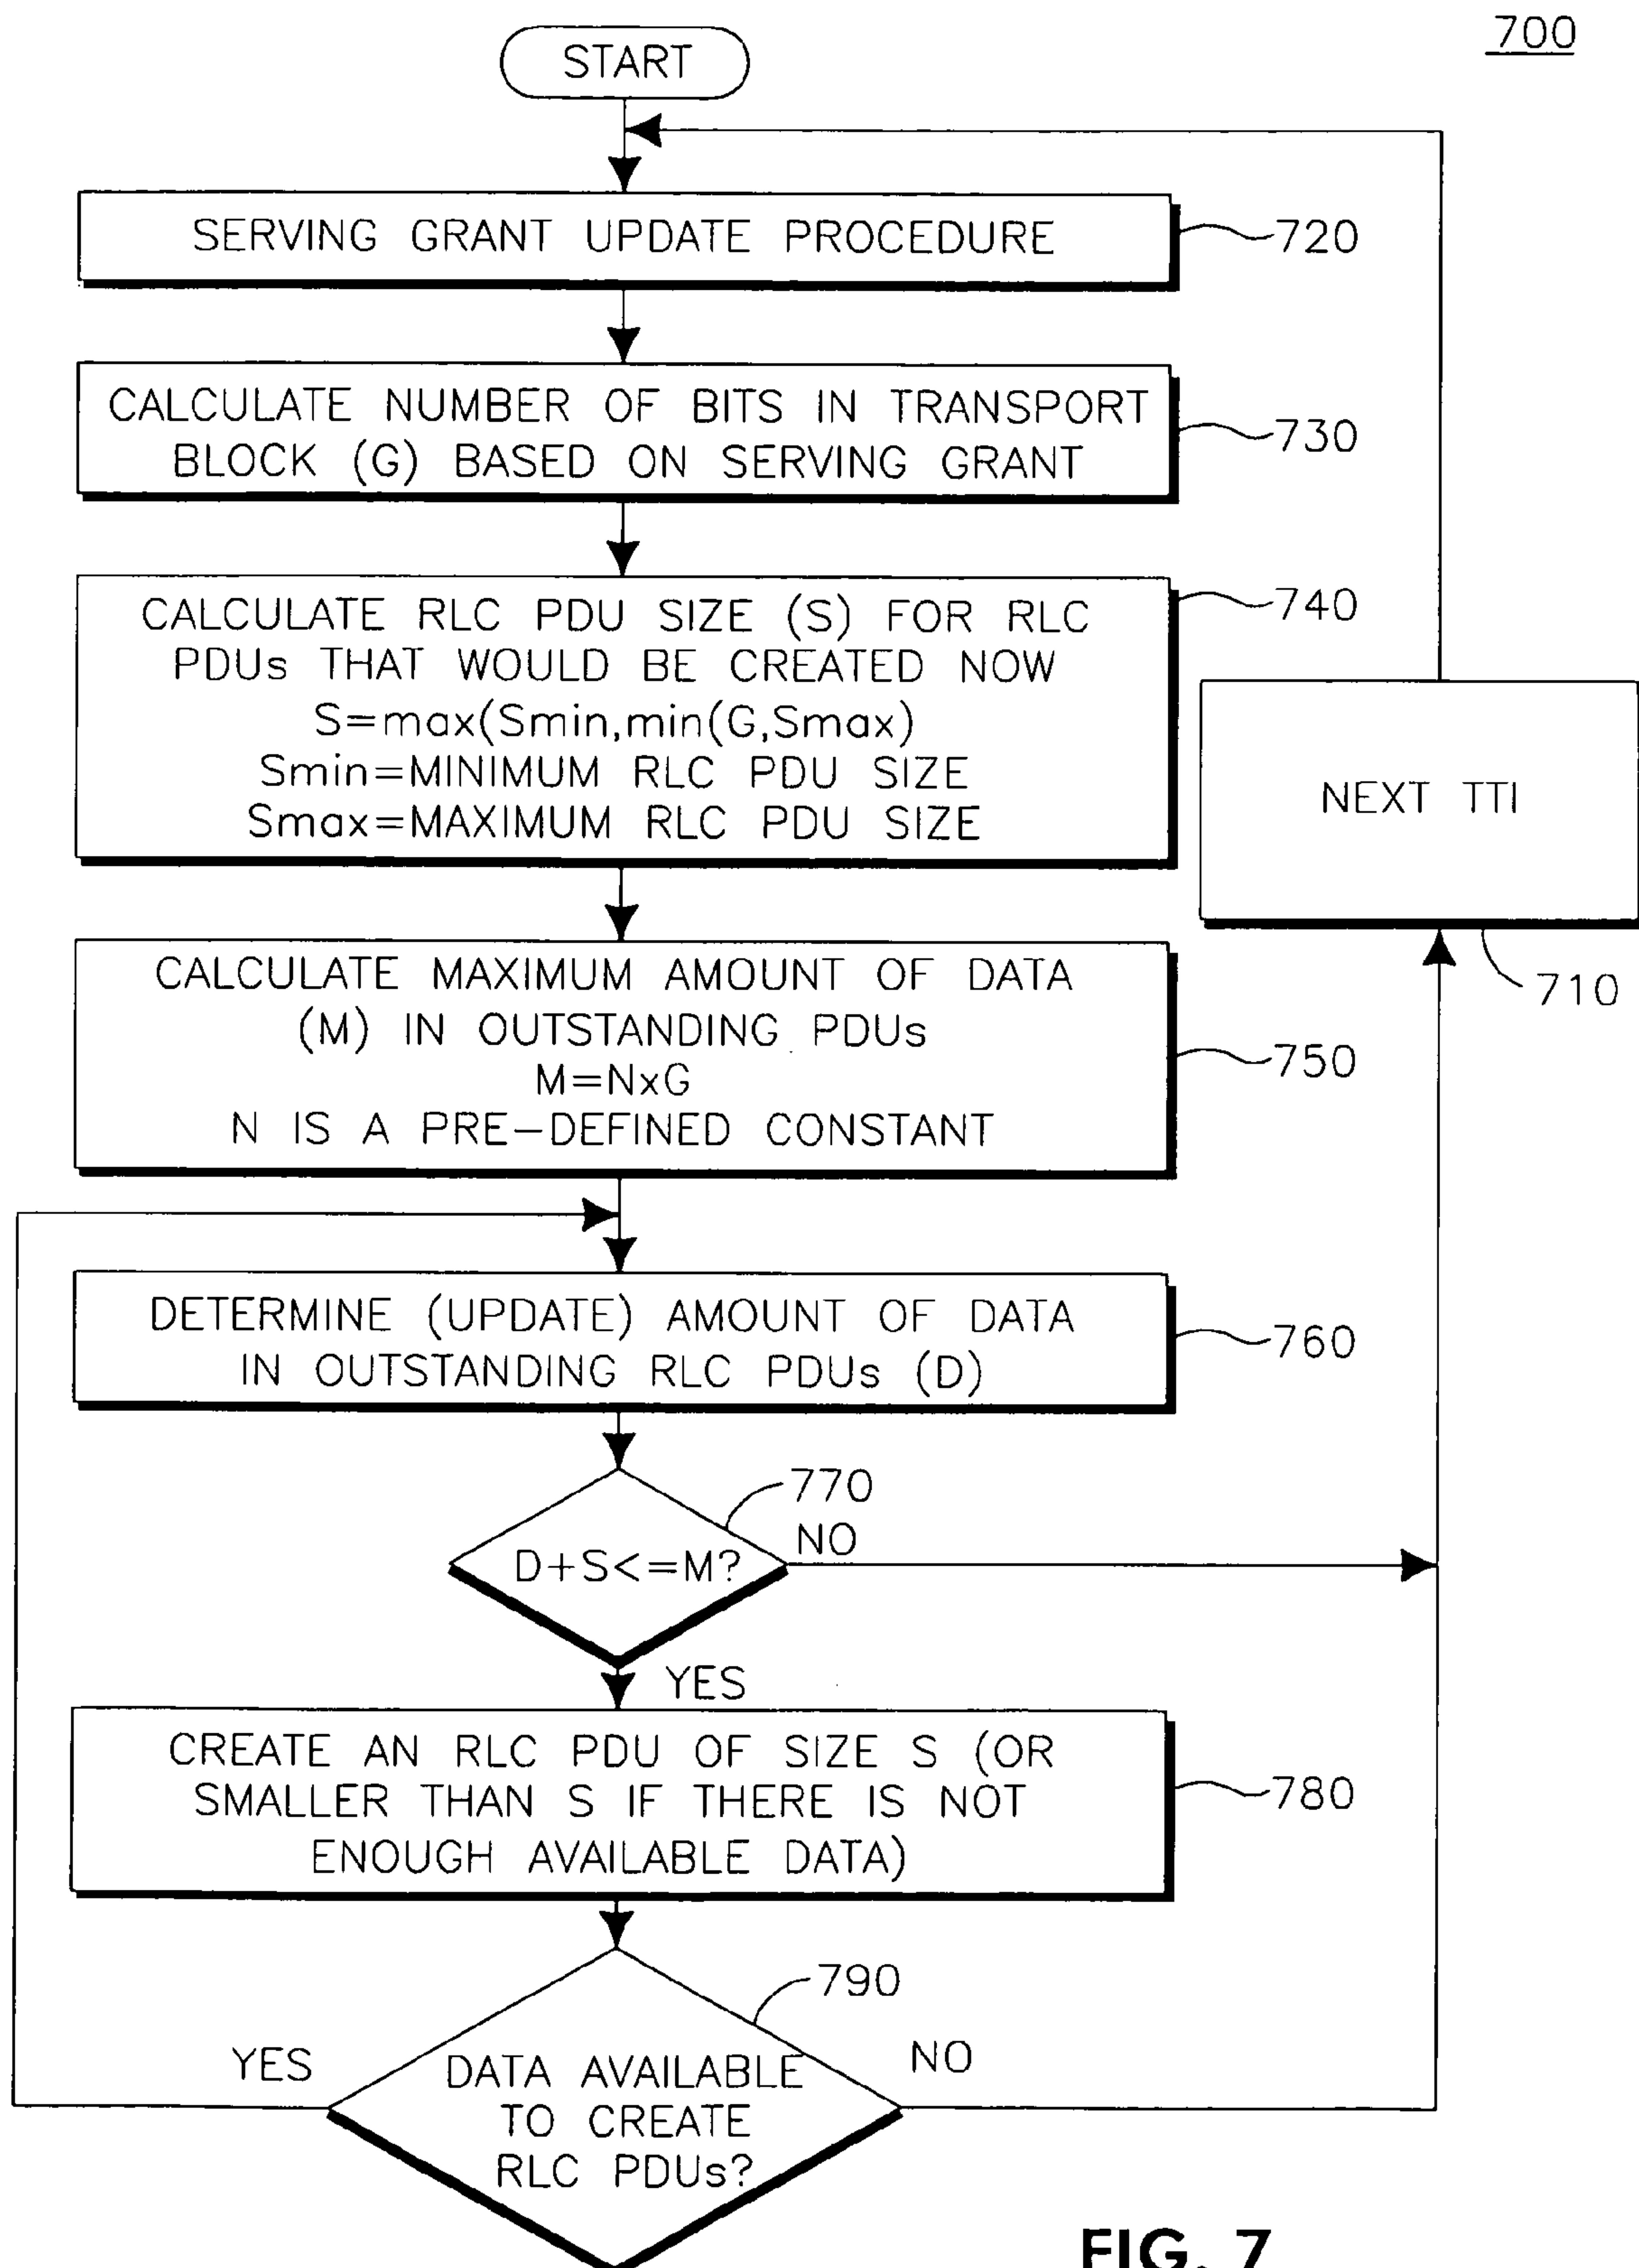 700
START
SERVING GRANT UPDATE PROCEDURE
720
CALCULATE NUMBER OF BITS IN TRANSPORT
BLOCK (G) BASED ON SERVING GRANT
730
CALCULATE RLC PDU SIZE (S) FOR RLC
PDUs THAT WOULD BE CREATED NOW
S=max(Smin,min(G,Smax)
Smin=MINIMUM RLC PDU SIZE
Smax=MAXIMUM RLC PDU SIZE
740
NEXT TTI
710
CALCULATE MAXIMUM AMOUNT OF DATA
(M) IN OUTSTANDING PDUs
M=NxG
N IS A PRE-DEFINED CONSTANT
750
DETERMINE (UPDATE) AMOUNT OF DATA
IN OUTSTANDING RLC PDUs (D)
760
770
D+S<=M?
NO
YES
CREATE AN RLC PDU OF SIZE S (OR
SMALLER THAN S IF THERE IS NOT
ENOUGH AVAILABLE DATA)
780
790
DATA AVAILABLE
TO CREATE
RLC PDUs?
YES
NO
FIG. 7